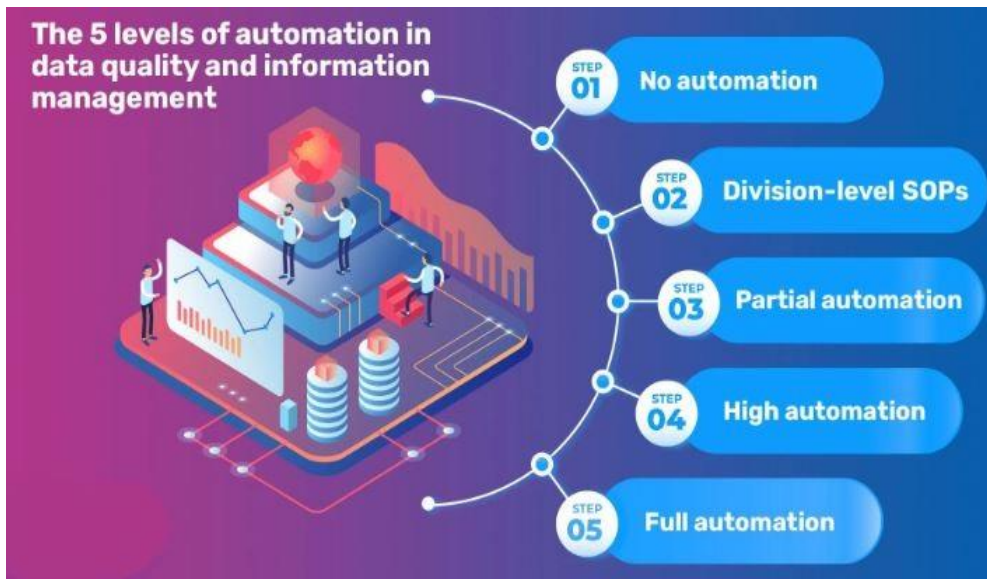 The 5 levels of automation in
data quality and information
management
STEP
01
No automation
STEP
02
Division-level SOPs
STEP
03
Partial automation
STEP
04
High automation
STEP
05
Full automation